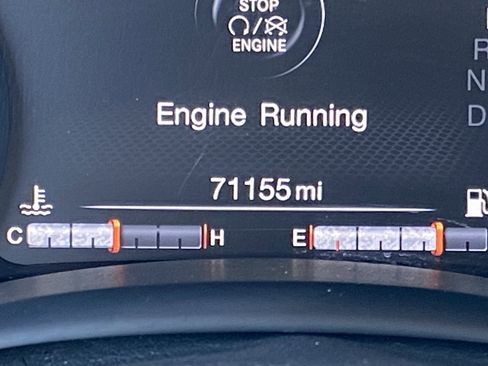 STOP
ENGINE
R
N
D
Engine Running
71155 mi
C H E